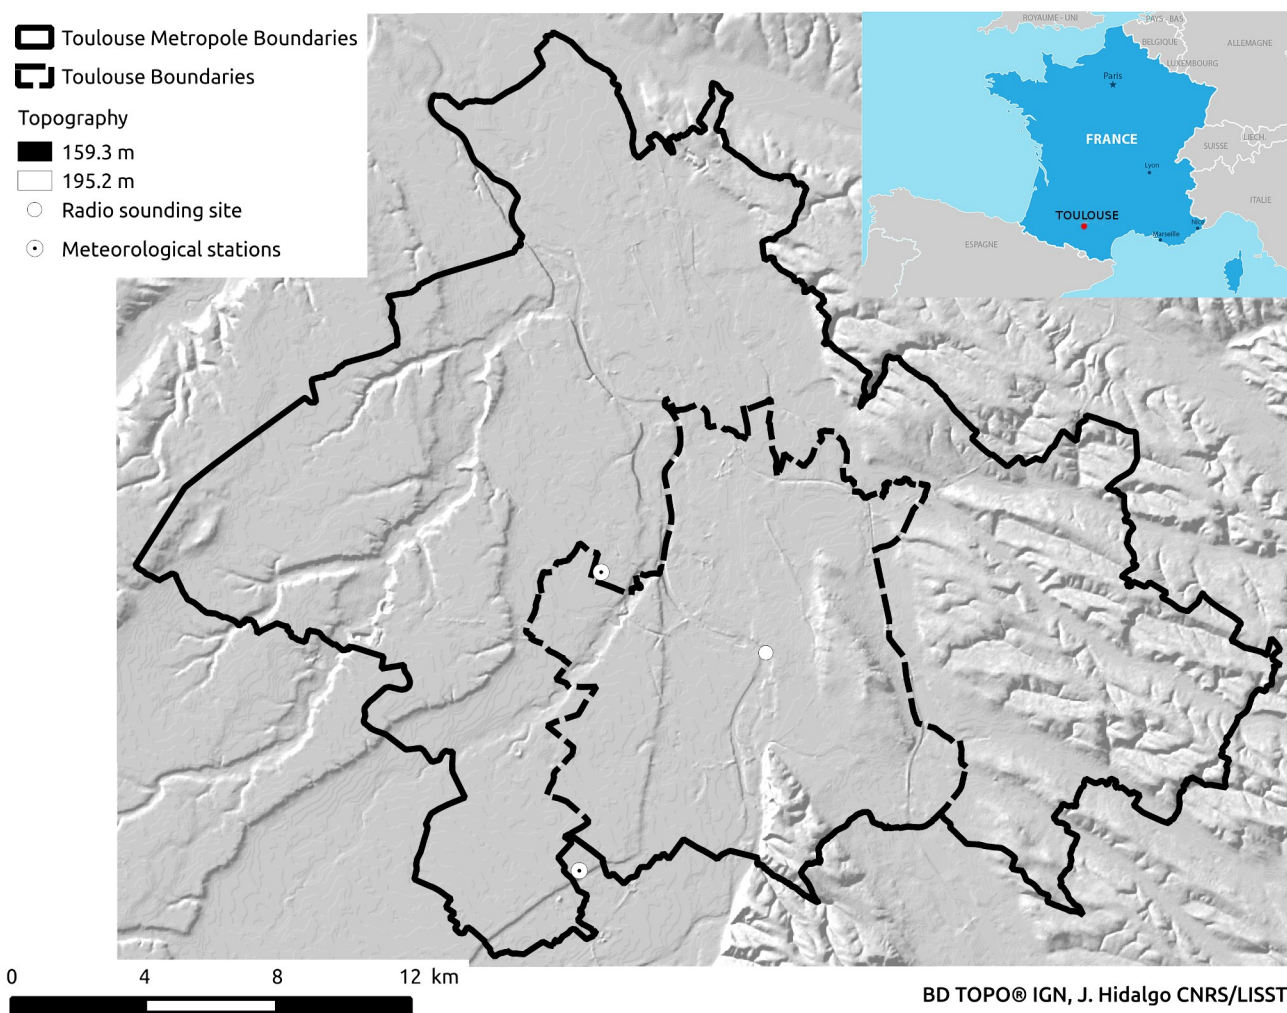 Toulouse Metropole Boundaries
Toulouse Boundaries
Topography
159.3 m
195.2 m
Radio sounding site
Meteorological stations
ROYAUME - UNI
PAYS - BAS
BELGIQUE
ALLEMAGNE
LUXEMBOURG
Paris
FRANCE
LIECH.
SUISSE
Lyon
ITALIE
TOULOUSE
Nice
Marseille
ESPAGNE
0 4 8 12 km
BD TOPO® IGN, J. Hidalgo CNRS/LISST